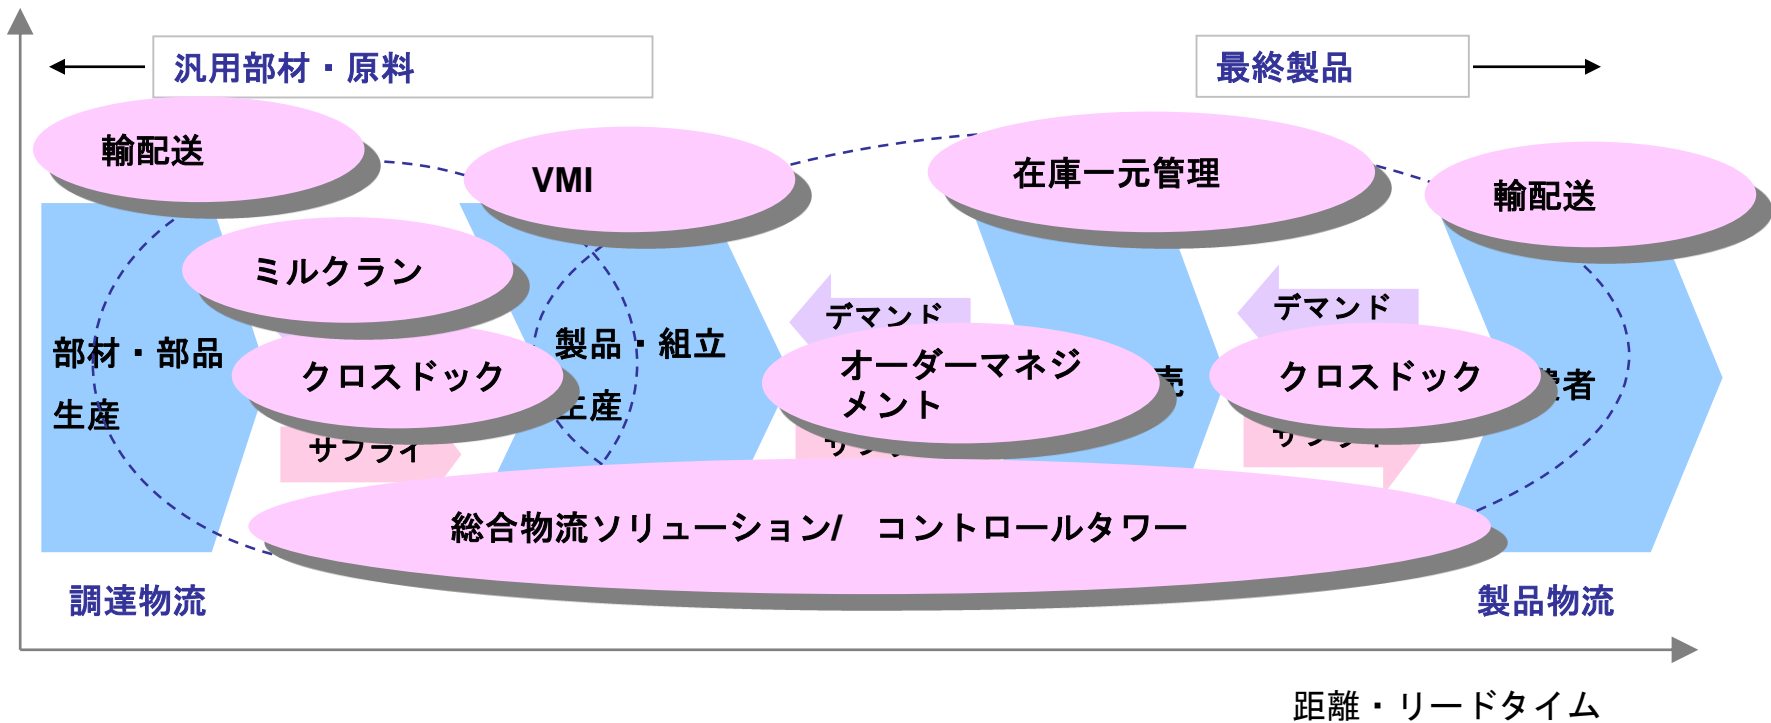 汎用部材・原料
最終製品
輸配送
VMI
在庫一元管理
輸配送
ミルクラン
デマンド
デマンド
部材・部品
生産
製品・組立
生産
クロスドック
オーダーマネジ
メント
売
クロスドック
費者
サプライ
総合物流ソリューション/ コントロールタワー
調達物流
製品物流
距離・リードタイム